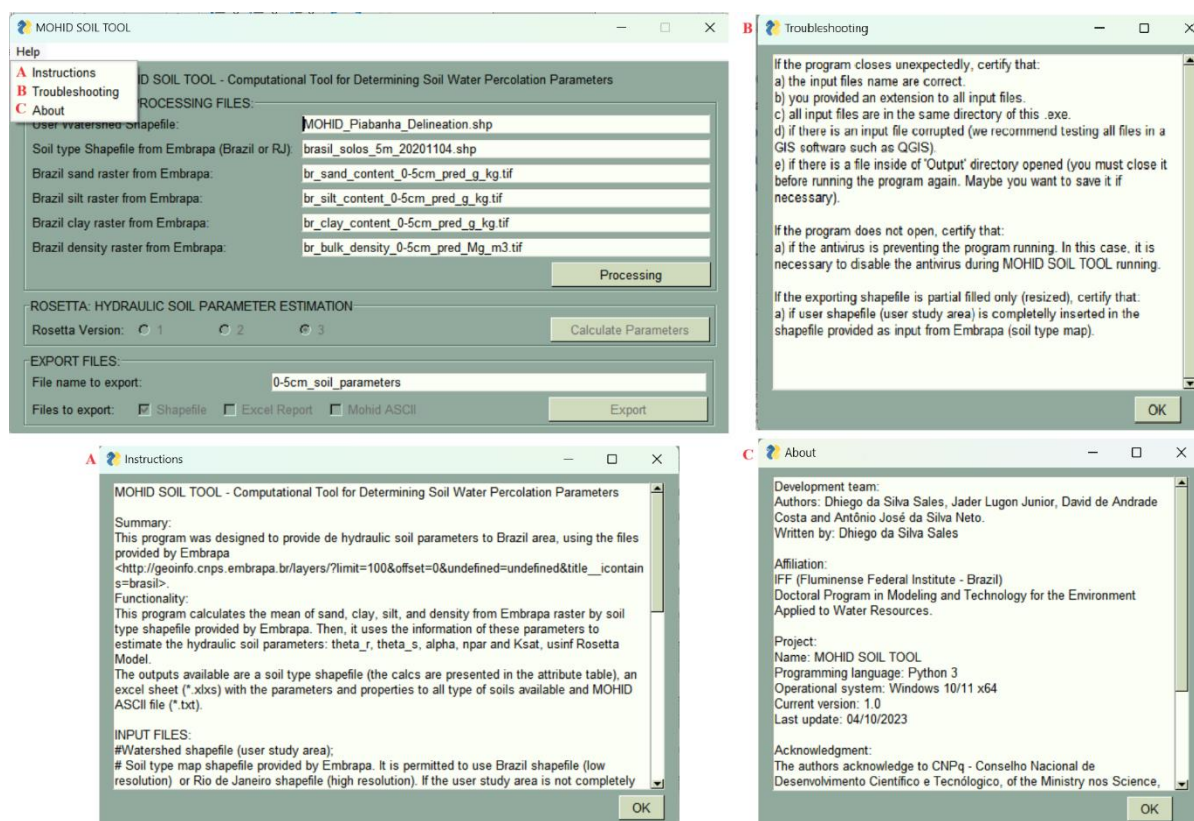 MOHID SOIL TOOL
Help
A Instructions
B Troubleshooting
C About
ID SOIL TOOL - Computational Tool for Determining Soil Water Percolation Parameters
ROCESSING FILES:
User Watershed Shapefile:
MOHID_Piabanha_Delineation.shp
Soil type Shapefile from Embrapa (Brazil or RJ):
brasil_solos_5m_20201104.shp
Brazil sand raster from Embrapa:
br_sand_content_0-5cm_pred_g_kg.tif
Brazil silt raster from Embrapa:
br_silt_content_0-5cm_pred_g_kg.tif
Brazil clay raster from Embrapa:
br_clay_content_0-5cm_pred_g_kg.tif
Brazil density raster from Embrapa:
br_bulk_density_0-5cm_pred_Mg_m3.tif
Processing
ROSETTA: HYDRAULIC SOIL PARAMETER ESTIMATION
Rosetta Version: 1 2 3
Calculate Parameters
EXPORT FILES:
File name to export:
0-5cm_soil_parameters
Files to export: Shapefile Excel Report Mohid ASCII
Export
B Troubleshooting
If the program closes unexpectedly, certify that:
a) the input files name are correct.
b) you provided an extension to all input files.
c) all input files are in the same directory of this .exe.
d) if there is an input file corrupted (we recommend testing all files in a
GIS software such as QGIS).
e) if there is a file inside of 'Output' directory opened (you must close it
before running the program again. Maybe you want to save it if
necessary).
If the program does not open, certify that:
a) if the antivirus is preventing the program running. In this case, it is
necessary to disable the antivirus during MOHID SOIL TOOL running.
If the exporting shapefile is partial filled only (resized), certify that:
a) if user shapefile (user study area) is completelly inserted in the
shapefile provided as input from Embrapa (soil type map).
OK
A Instructions
MOHID SOIL TOOL - Computational Tool for Determining Soil Water Percolation Parameters
Summary:
This program was designed to provide de hydraulic soil parameters to Brazil area, using the files
provided by Embrapa
<http://geoinfo.cnps.embrapa.br/layers/?limit=100&offset=0&undefined=undefined&title__icontain
s=brasil>.
Functionality:
This program calculates the mean of sand, clay, silt, and density from Embrapa raster by soil
type shapefile provided by Embrapa. Then, it uses the information of these parameters to
estimate the hydraulic soil parameters: theta_r, theta_s, alpha, npar and Ksat, usinf Rosetta
Model.
The outputs available are a soil type shapefile (the calcs are presented in the attribute table), an
excel sheet (*.xlxs) with the parameters and properties to all type of soils available and MOHID
ASCII file (*.txt).
INPUT FILES:
#Watershed shapefile (user study area);
# Soil type map shapefile provided by Embrapa. It is permitted to use Brazil shapefile (low
resolution) or Rio de Janeiro shapefile (high resolution). If the user study area is not completely
OK
C About
Development team:
Authors: Dhiego da Silva Sales, Jader Lugon Junior, David de Andrade
Costa and Antônio José da Silva Neto.
Written by: Dhiego da Silva Sales
Affiliation:
IFF (Fluminense Federal Institute - Brazil)
Doctoral Program in Modeling and Technology for the Environment
Applied to Water Resources.
Project:
Name: MOHID SOIL TOOL
Programming language: Python 3
Operational system: Windows 10/11 x64
Current version: 1.0
Last update: 04/10/2023
Acknowledgment:
The authors acknowledge to CNPq - Conselho Nacional de
Desenvolvimento Científico e Tecnólogico, of the Ministry nos Science,
OK